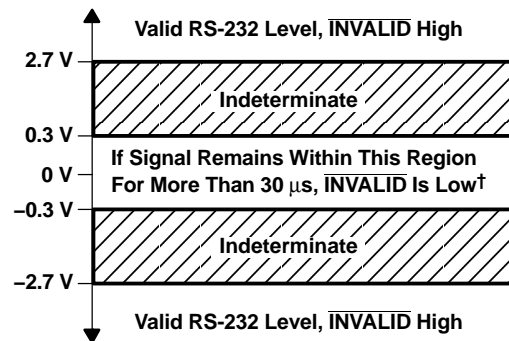 Valid RS-232 Level, INVALID High
2.7 V
Indeterminate
0.3 V
If Signal Remains Within This Region
0 V
For More Than 30 μs, INVALID Is Low†
−0.3 V
Indeterminate
−2.7 V
Valid RS-232 Level, INVALID High